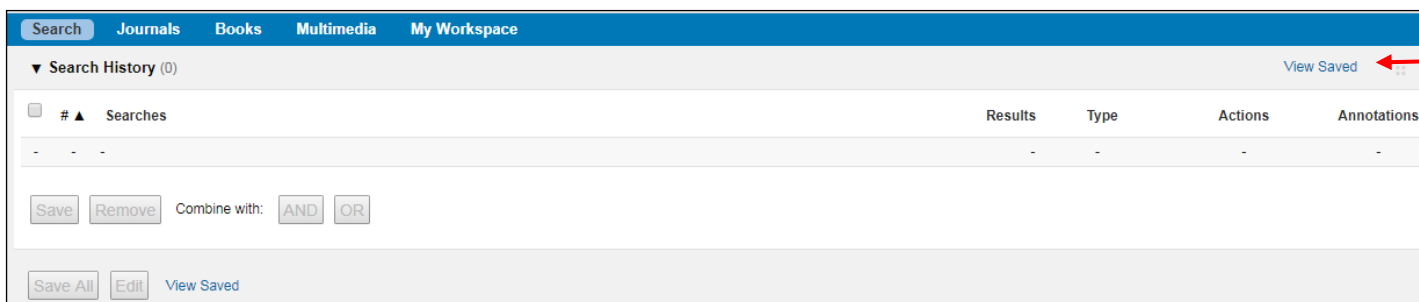 Search Journals Books Multimedia My Workspace
▼ Search History (0) View Saved
# ▲ Searches Results Type Actions Annotations
- - - - - - -
Save Remove Combine with: AND OR
Save All Edit View Saved